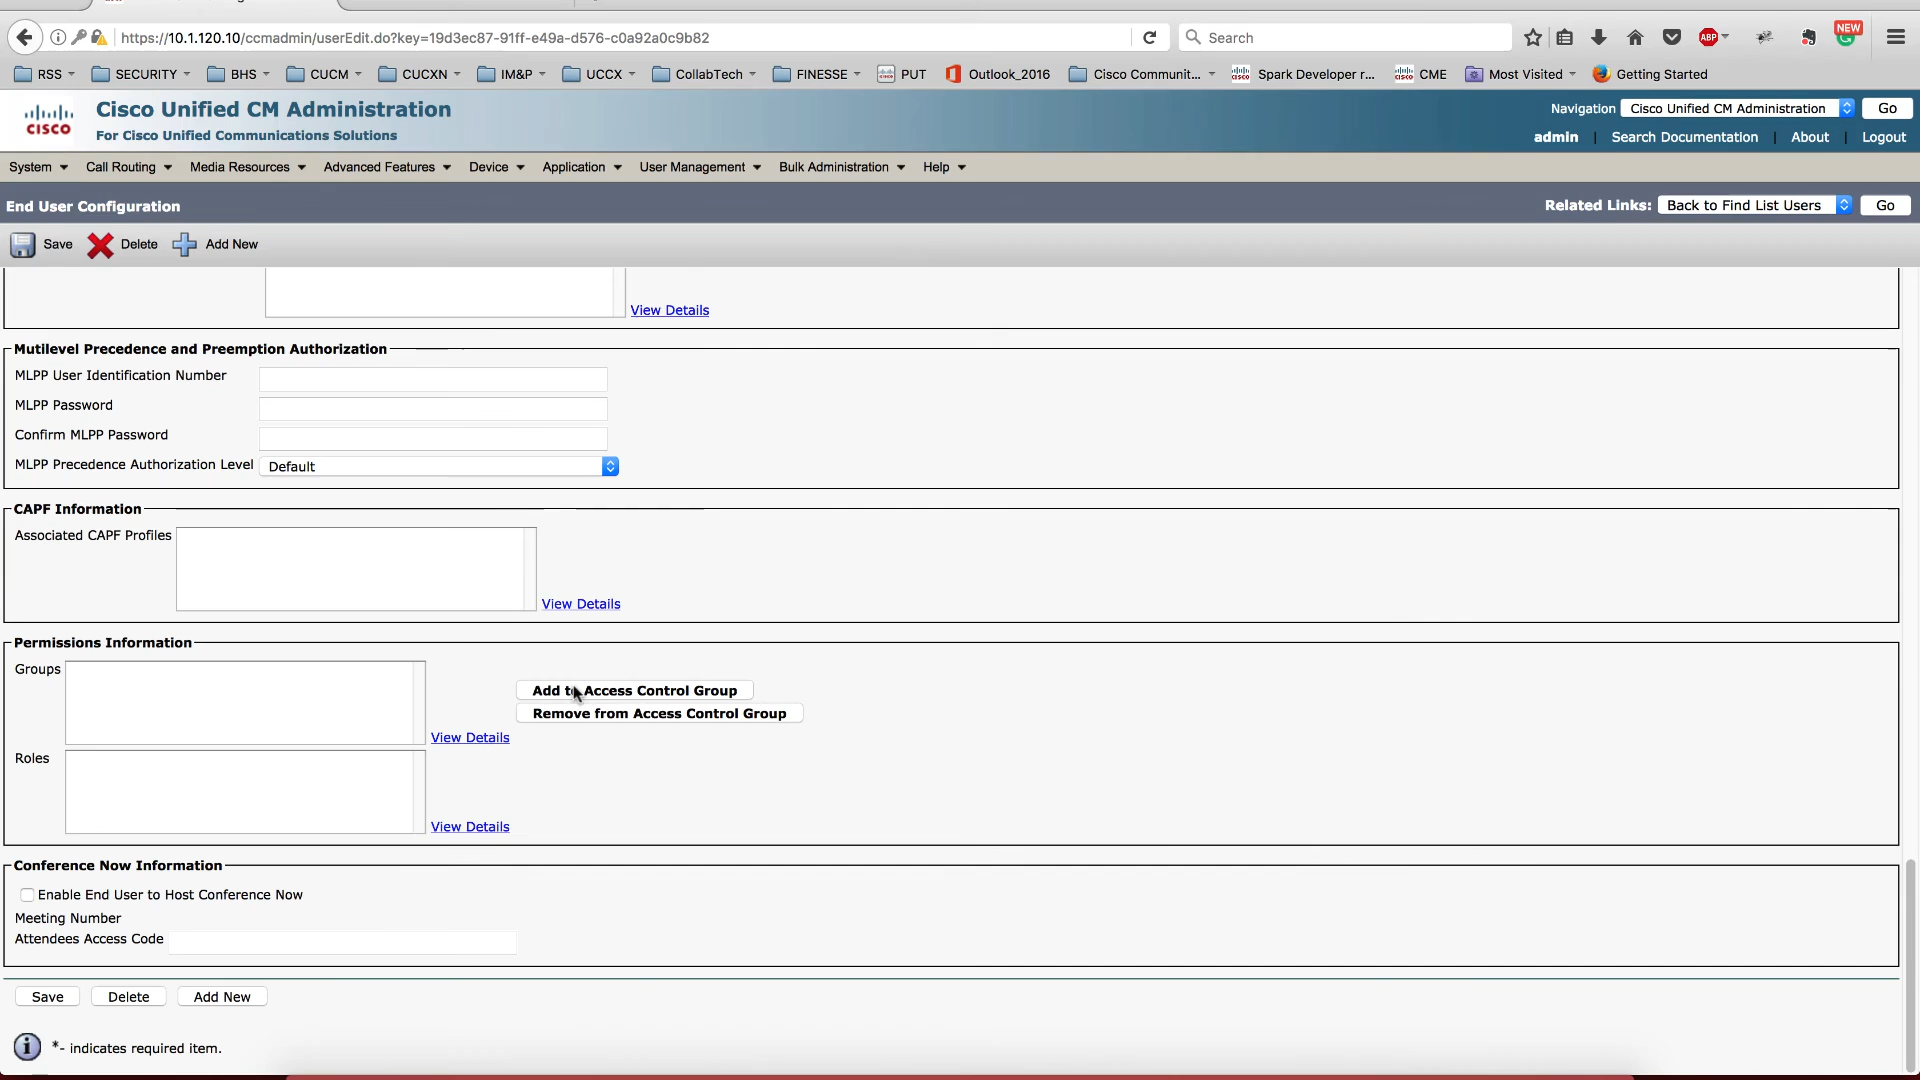 https://10.1.120.10/ccmadmin/userEdit.do?key=19d3ec87-91ff-e49a-d576-c0a92a0c9b82
Search
ABP
NEW
RSS SECURITY BHS CUCM CUCXN IM&P UCCX CollabTech FINESSE PUT Outlook_2016 Cisco Communit... Spark Developer r... CME Most Visited Getting Started
CISCO
Cisco Unified CM Administration
For Cisco Unified Communications Solutions
Navigation Cisco Unified CM Administration Go
admin | Search Documentation | About | Logout
System Call Routing Media Resources Advanced Features Device Application User Management Bulk Administration Help
End User Configuration
Related Links: Back to Find List Users Go
Save Delete Add New
View Details
Mutilevel Precedence and Preemption Authorization
MLPP User Identification Number
MLPP Password
Confirm MLPP Password
MLPP Precedence Authorization Level Default
CAPF Information
Associated CAPF Profiles
View Details
Permissions Information
Groups
Add to Access Control Group
Remove from Access Control Group
View Details
Roles
View Details
Conference Now Information
Enable End User to Host Conference Now
Meeting Number
Attendees Access Code
Save Delete Add New
i *- indicates required item.